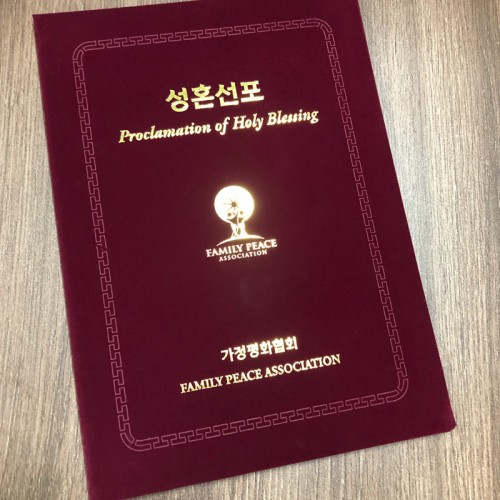 성혼선포
Proclamation of Holy Blessing
FAMILY PEACE
ASSOCIATION
가정평화협회
FAMILY PEACE ASSOCIATION